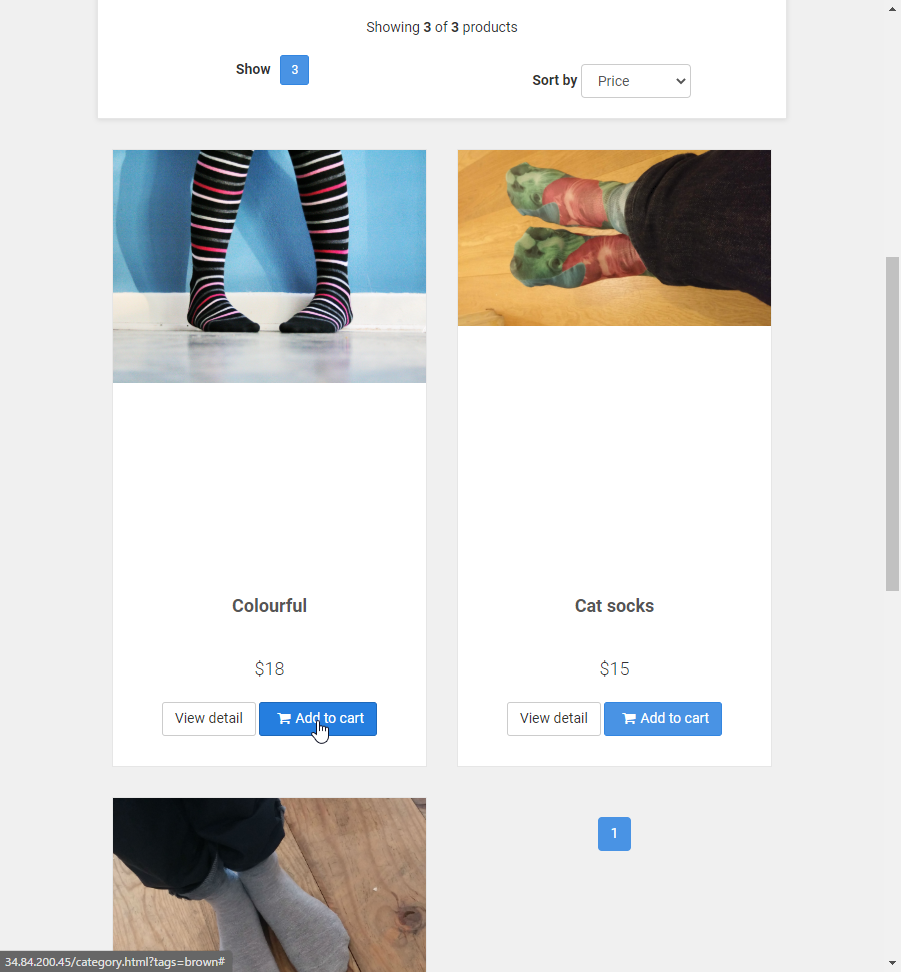 Showing 3 of 3 products
Show 3
Sort by Price
Colourful
$18
View detail Add to cart
Cat socks
$15
View detail Add to cart
1
34.84.200.45/category.html?tags=brown#